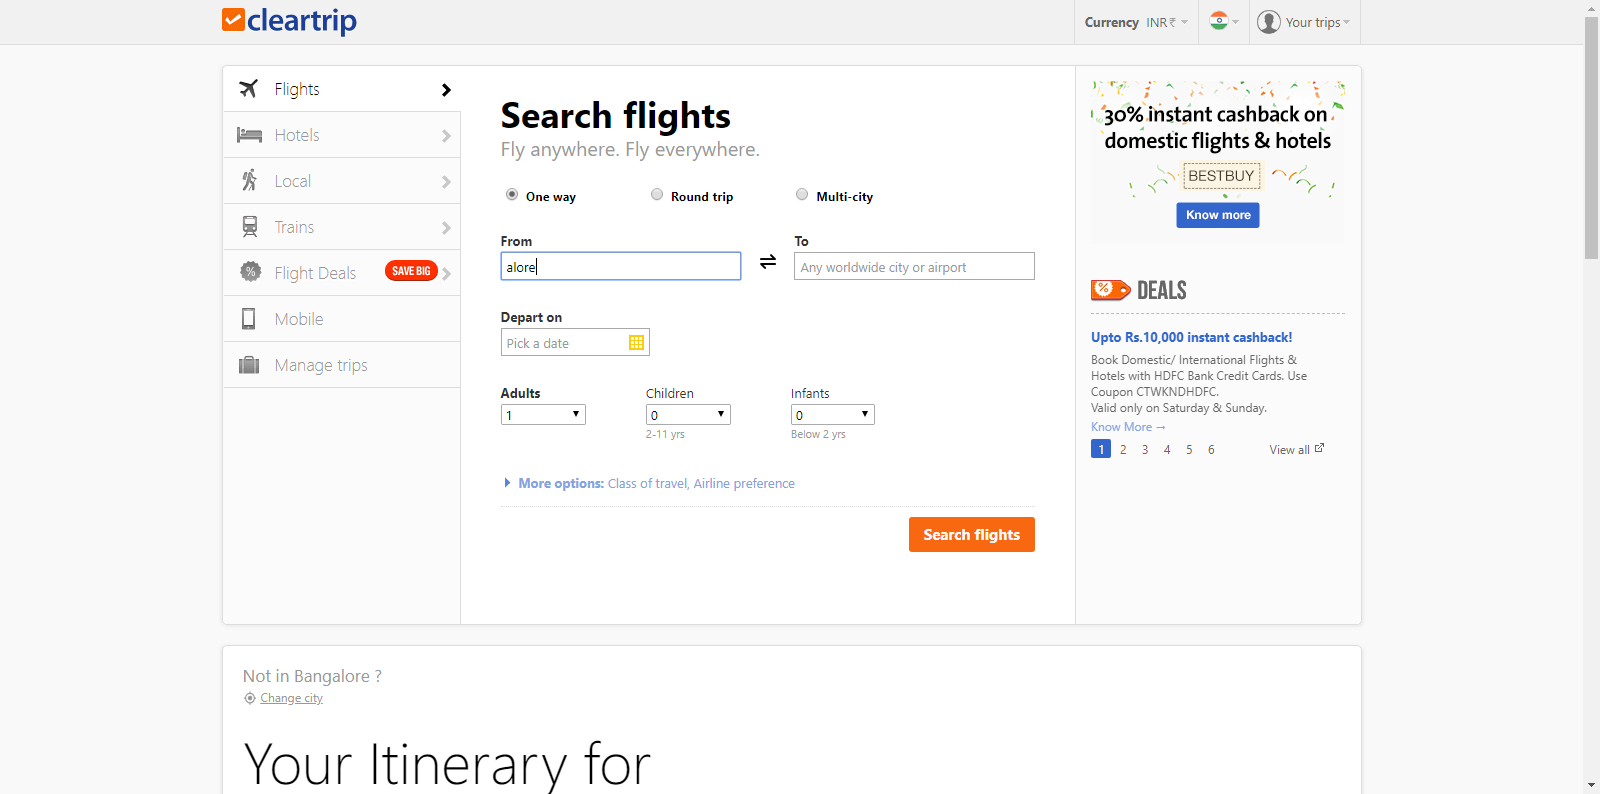 cleartrip
Currency INR₹
Your trips
Flights
Hotels
Local
Trains
Flight Deals SAVE BIG
Mobile
Manage trips
Search flights
Fly anywhere. Fly everywhere.
One way Round trip Multi-city
From To
alore Any worldwide city or airport
Depart on
Pick a date
Adults Children Infants
1 0 0
2-11 yrs Below 2 yrs
More options: Class of travel, Airline preference
Search flights
30% instant cashback on
domestic flights & hotels
BESTBUY
Know more
% DEALS
Upto Rs.10,000 instant cashback!
Book Domestic/ International Flights &
Hotels with HDFC Bank Credit Cards. Use
Coupon CTWKNDHDFC.
Valid only on Saturday & Sunday.
Know More →
1 2 3 4 5 6 View all
Not in Bangalore ?
Change city
Your Itinerary for